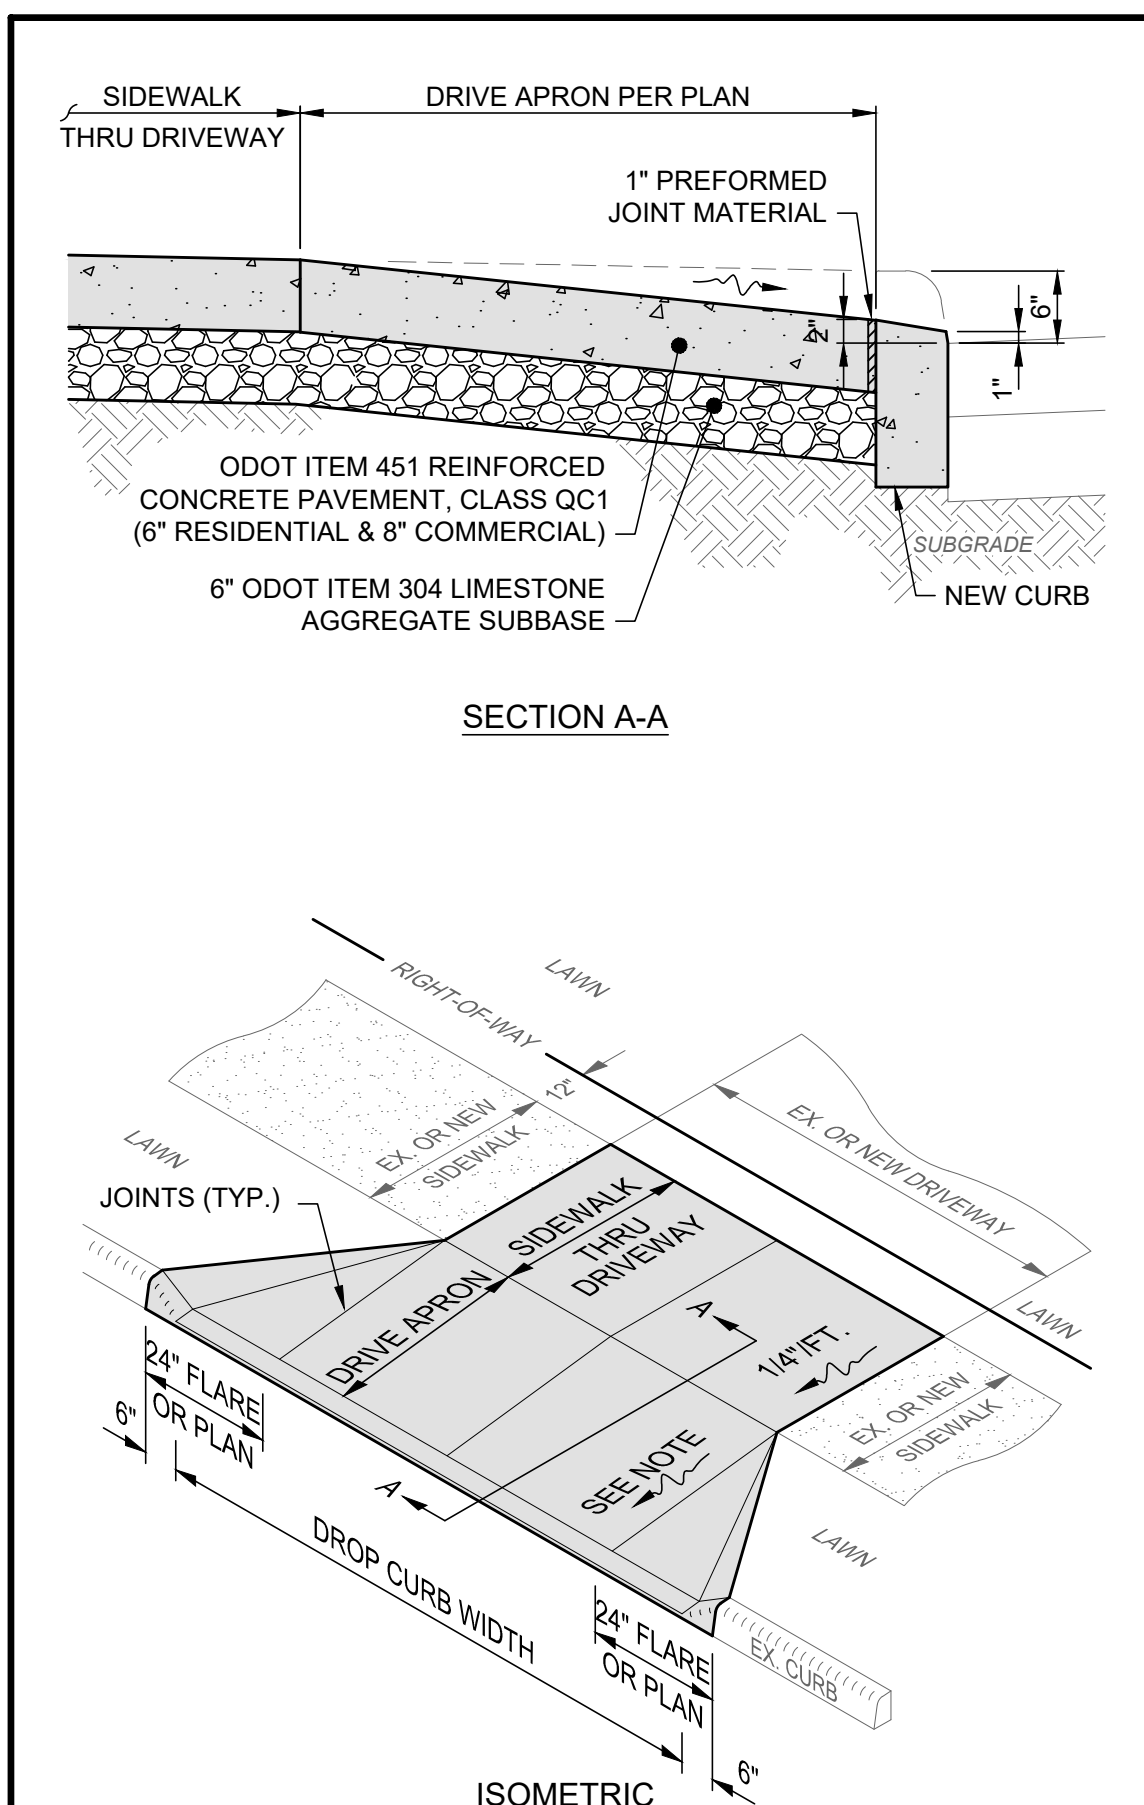 SIDEWALK
THRU DRIVEWAY
DRIVE APRON PER PLAN
1" PREFORMED
JOINT MATERIAL
2"
6"
1"
ODOT ITEM 451 REINFORCED
CONCRETE PAVEMENT, CLASS QC1
(6" RESIDENTIAL & 8" COMMERCIAL)
6" ODOT ITEM 304 LIMESTONE
AGGREGATE SUBBASE
SUBGRADE
NEW CURB
SECTION A-A
LAWN
RIGHT-OF-WAY
12"
EX. OR NEW
SIDEWALK
EX. OR NEW DRIVEWAY
LAWN
JOINTS (TYP.)
SIDEWALK
THRU
DRIVEWAY
DRIVE APRON
A
1/4"/FT.
LAWN
EX. OR NEW
SIDEWALK
24" FLARE
OR PLAN
6"
SEE NOTE
A
LAWN
DROP CURB WIDTH
24" FLARE
OR PLAN
EX. CURB
6"
ISOMETRIC